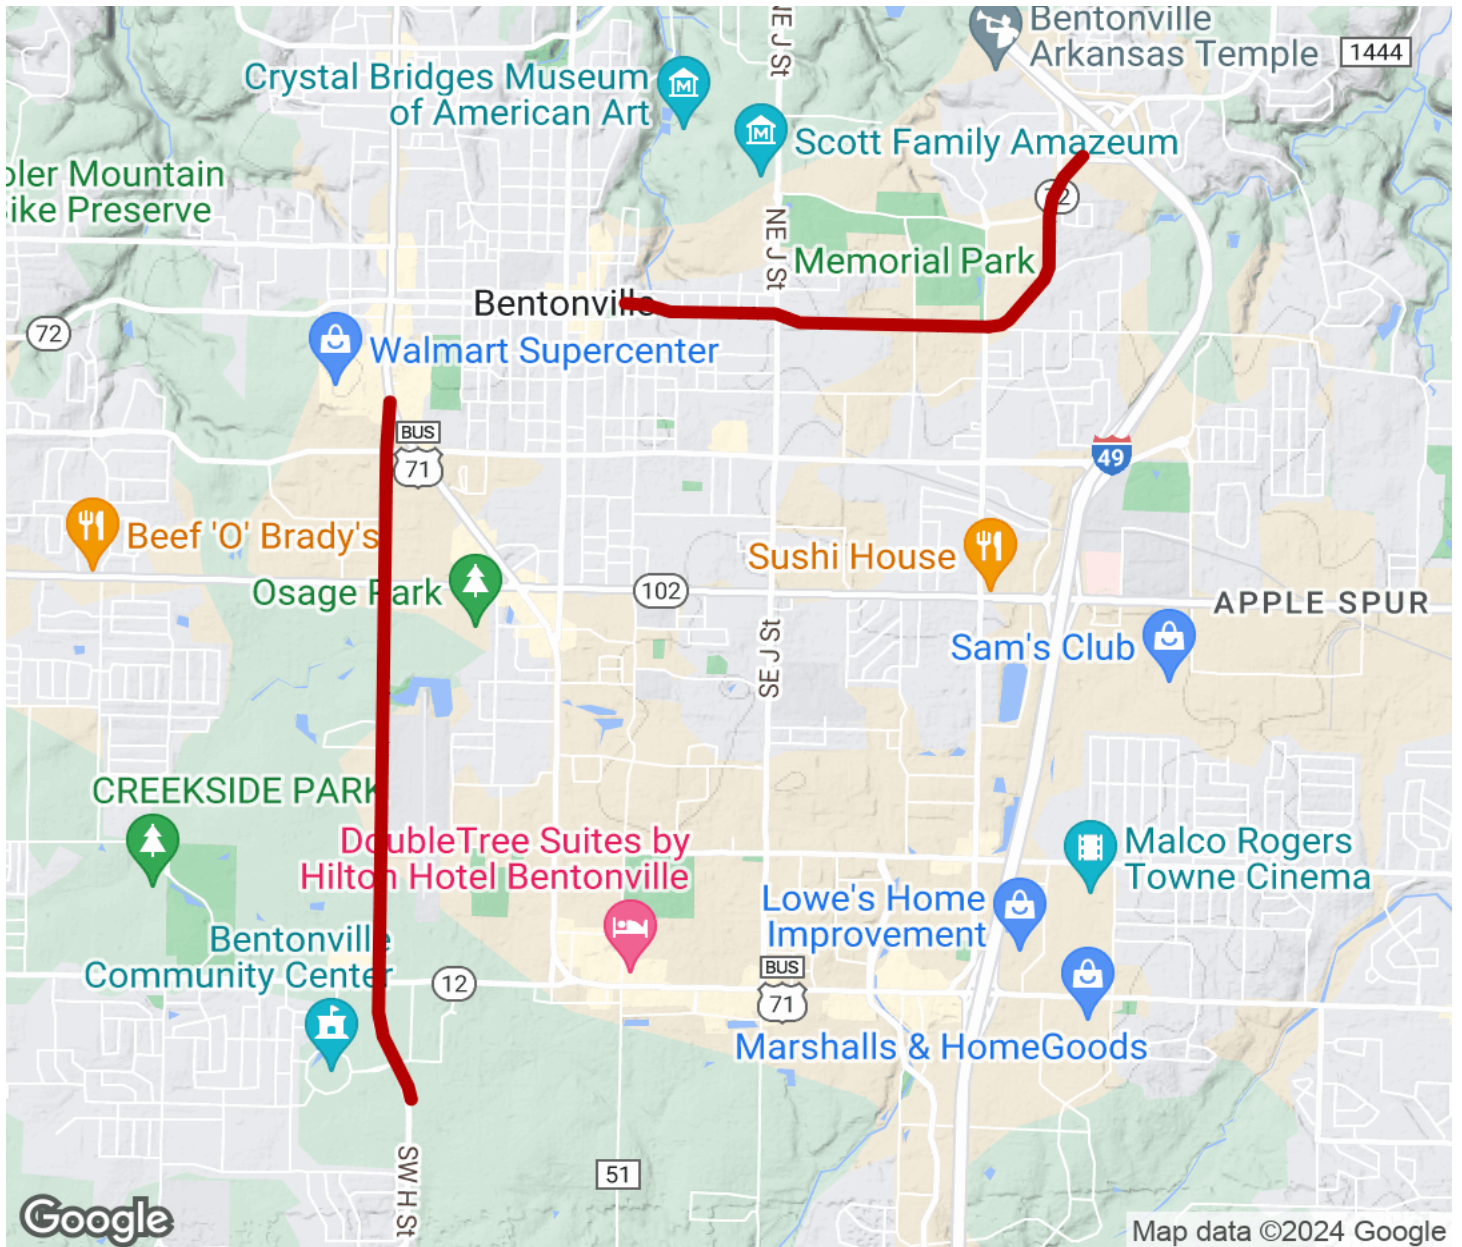 Bentonville
Arkansas Temple
1444
NE J St
Crystal Bridges Museum
of American Art
Scott Family Amazeum
oler Mountain
ike Preserve
72
NE J St
Memorial Park
Bentonville
72
Walmart Supercenter
BUS
71
49
Beef 'O' Brady's
Sushi House
Osage Park
102
APPLE SPUR
SE J St
Sam's Club
CREEKSIDE PARK
DoubleTree Suites by
Hilton Hotel Bentonville
Malco Rogers
Towne Cinema
Lowe's Home
Improvement
Bentonville
Community Center
12
BUS
71
Marshalls & HomeGoods
SW H St
51
Google
Map data ©2024 Google